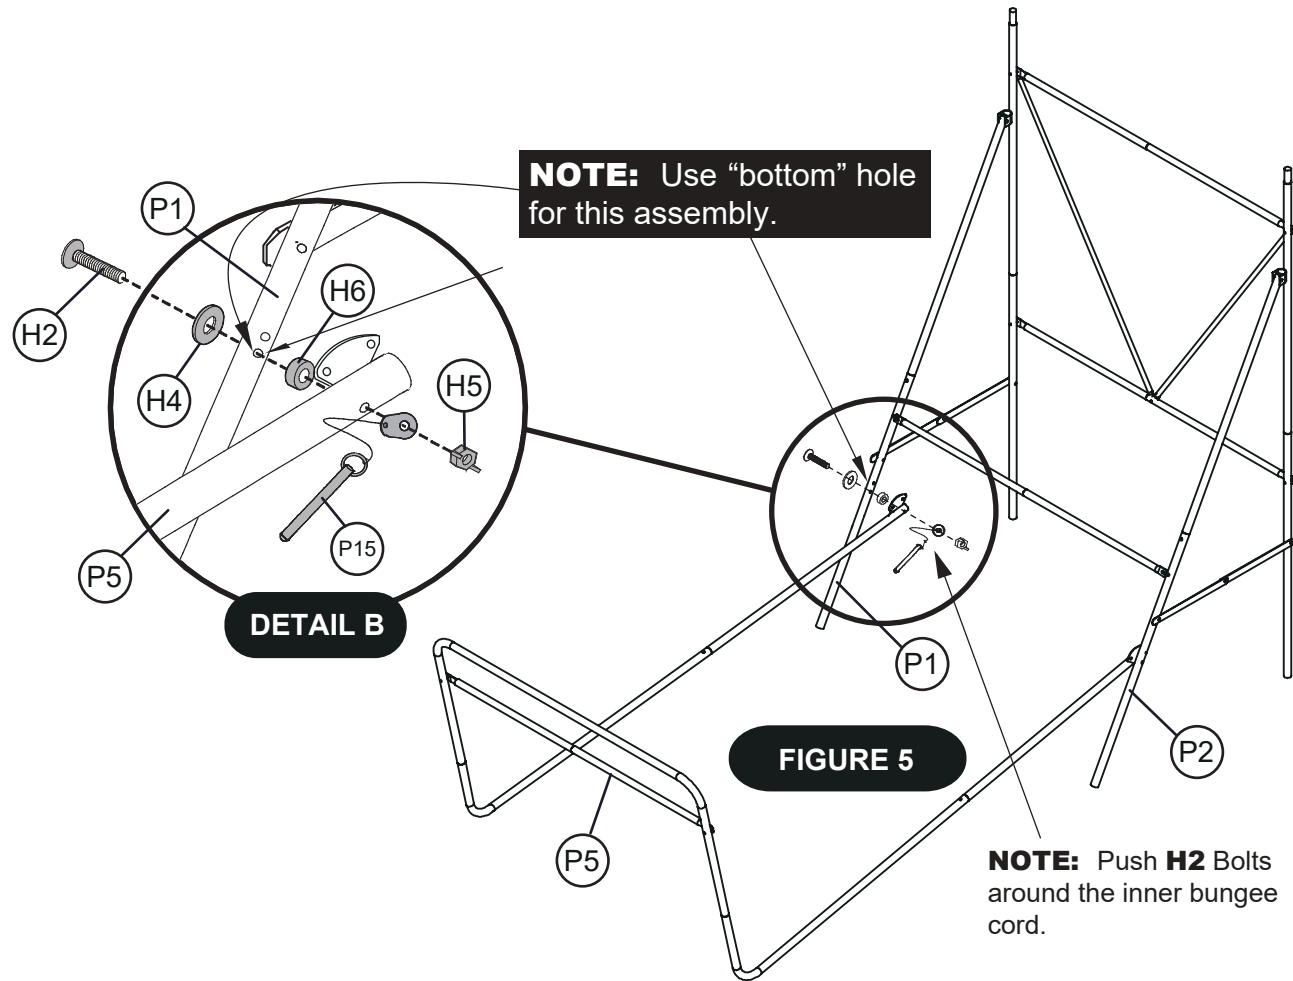 NOTE: Use “bottom” hole
for this assembly.
P1
H6
H2
H4
H5
P15
P5
DETAIL B
P1
FIGURE 5
P2
P5
NOTE: Push H2 Bolts
around the inner bungee
cord.